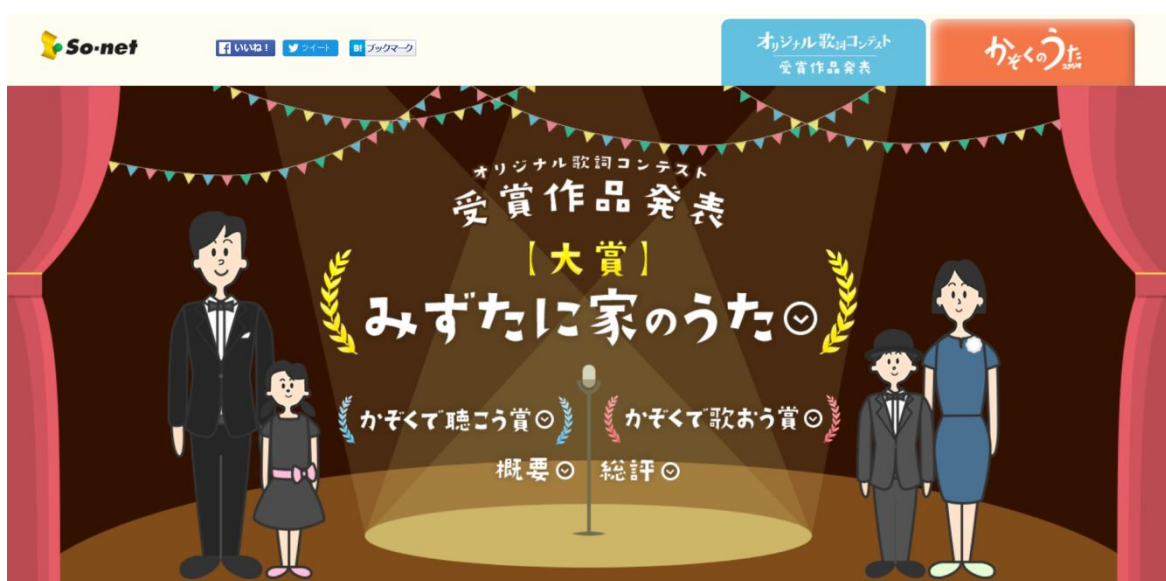 So-net
いいね!
ツイート
B! ブックマーク
オリジナル歌詞コンテスト
受賞作品発表
かぞくのうた
スタジオ
オリジナル歌詞コンテスト
受賞作品発表
【大賞】
みずたに家のうた
かぞくで聴こう賞
かぞくで歌おう賞
概要
総評